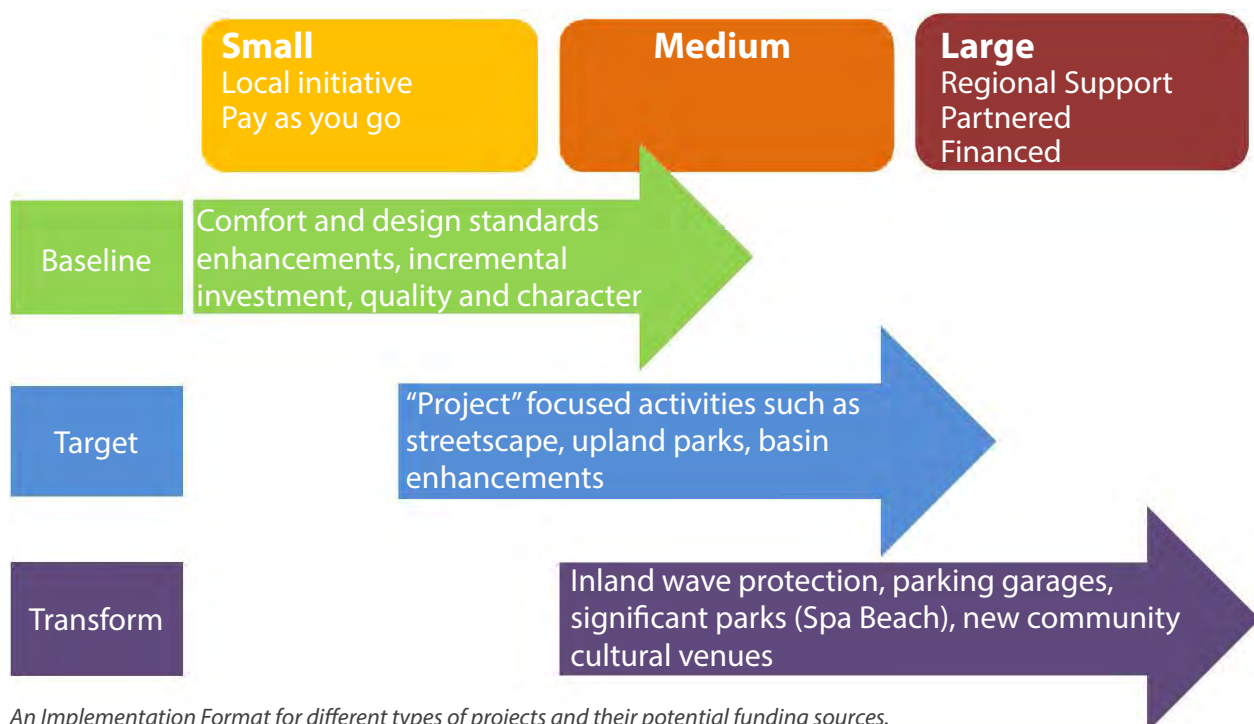 Small
Local initiative
Pay as you go
Medium
Large
Regional Support
Partnered
Financed
Baseline
Comfort and design standards
enhancements, incremental
investment, quality and character
Target
“Project” focused activities such as
streetscape, upland parks, basin
enhancements
Transform
Inland wave protection, parking garages,
significant parks (Spa Beach), new community
cultural venues
An Implementation Format for different types of projects and their potential funding sources.